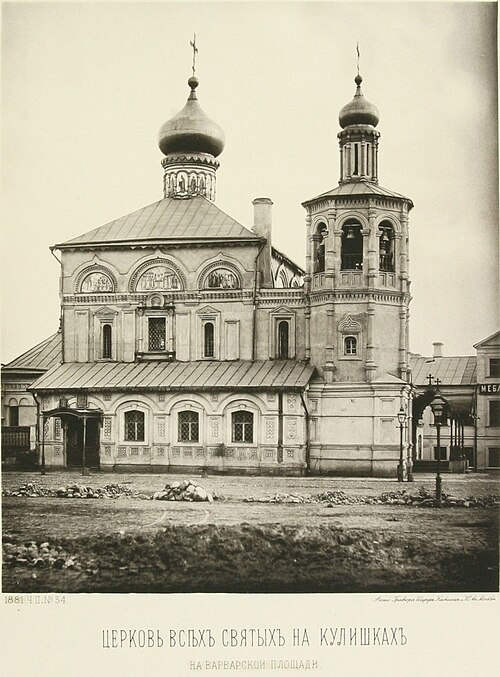 МЕБ
1881 Ч.II. № 34.
ЦЕРКОВЬ ВСѢХЪ СВЯТЫХЪ НА КУЛИШКАХЪ
НА ВАРВАРСКОЙ ПЛОЩАДИ.